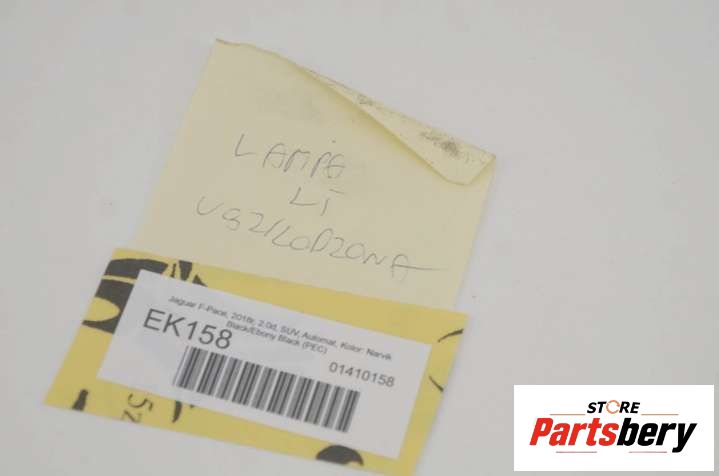 LAMPA
LT
USZKODZONA
Jaguar F-Pace, 2018r, 2.0d, SUV, Automat, Kolor: Narvik
Black/Ebony Black (PEC)
EK158
01410158
52
STORE
Partsbery